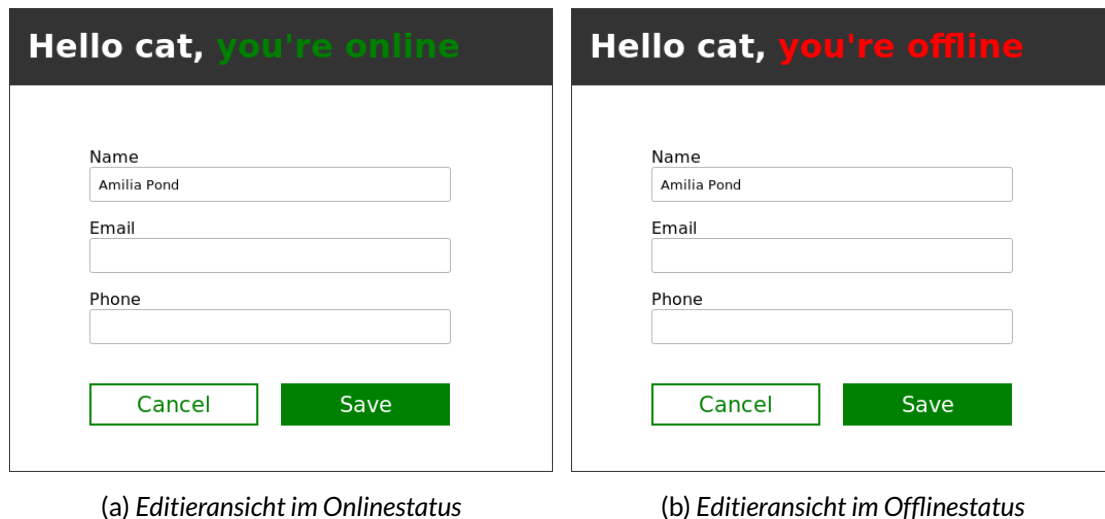 Hello cat, you're online
Name
Amilia Pond
Email
Phone
Cancel Save
(a) Editieransicht im Onlinestatus
Hello cat, you're offline
Name
Amilia Pond
Email
Phone
Cancel Save
(b) Editieransicht im Offlinestatus